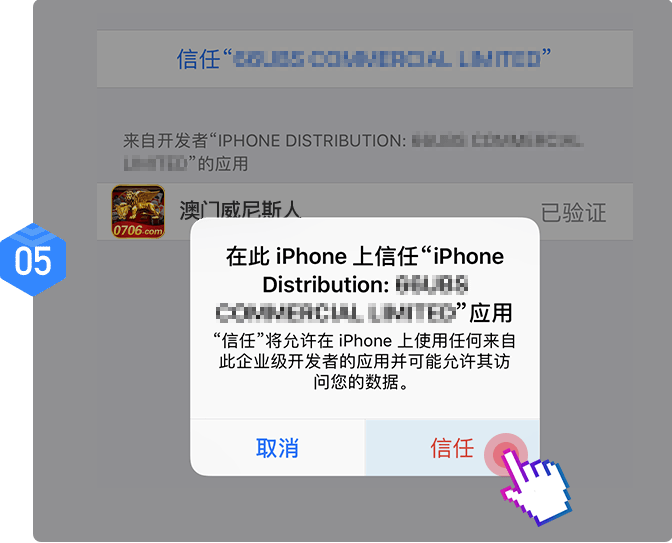 信任“ ”
来自开发者“IPHONE DISTRIBUTION:
”的应用
0706.com
澳门威尼斯人
已验证
05
在此 iPhone 上信任“iPhone
Distribution:
”应用
“信任”将允许在 iPhone 上使用任何来自
此企业级开发者的应用并可能允许其访
问您的数据。
取消
信任